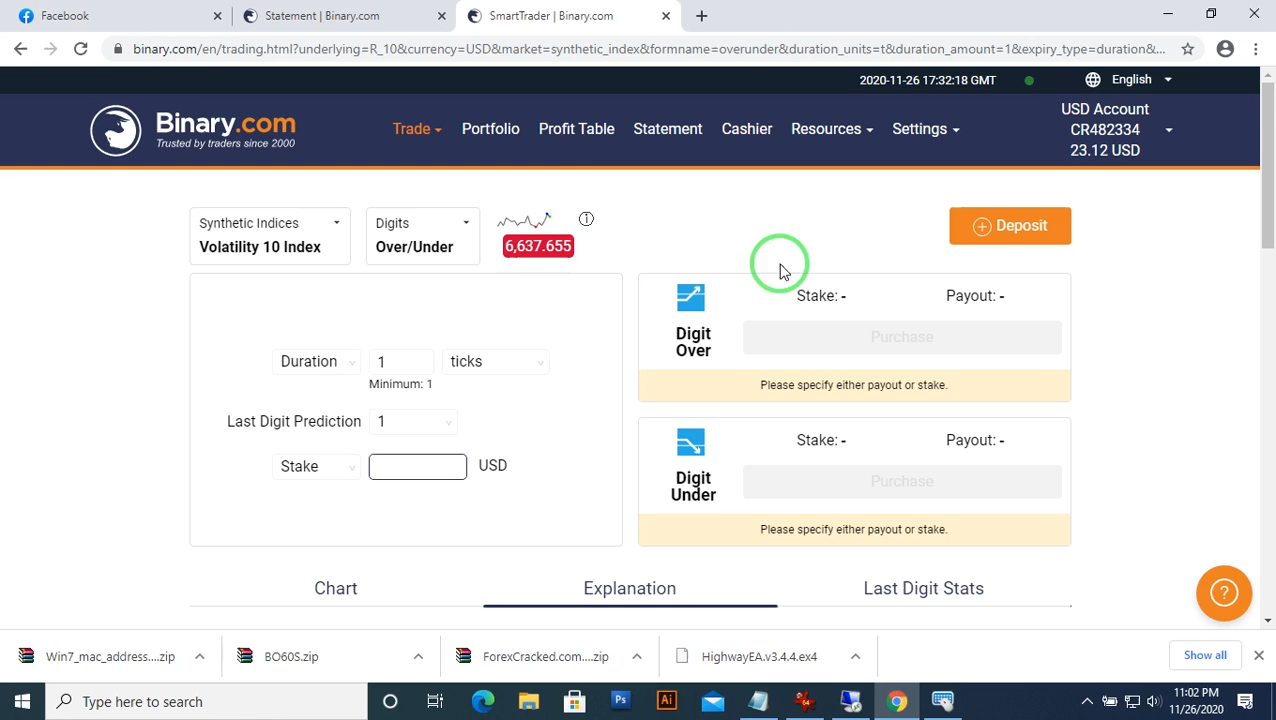 Facebook
Statement | Binary.com
SmartTrader | Binary.com
binary.com/en/trading.html?underlying=R_10&currency=USD&market=synthetic_index&formname=overunder&duration_units=t&duration_amount=1&expiry_type=duration&...
2020-11-26 17:32:18 GMT
English
Binary.com
Trusted by traders since 2000
Trade
Portfolio
Profit Table
Statement
Cashier
Resources
Settings
USD Account
CR482334
23.12 USD
Synthetic Indices
Volatility 10 Index
Digits
Over/Under
6,637.655
Deposit
Duration 1 ticks
Minimum: 1
Last Digit Prediction 1
Stake USD
Digit
Over
Stake: -
Payout: -
Purchase
Please specify either payout or stake.
Digit
Under
Stake: -
Payout: -
Purchase
Please specify either payout or stake.
Chart
Explanation
Last Digit Stats
?
Win7_mac_address....zip
BO60S.zip
ForexCracked.com....zip
HighwayEA.v3.4.4.ex4
Show all
Type here to search
Ps
Ai
64
11:02 PM
11/26/2020